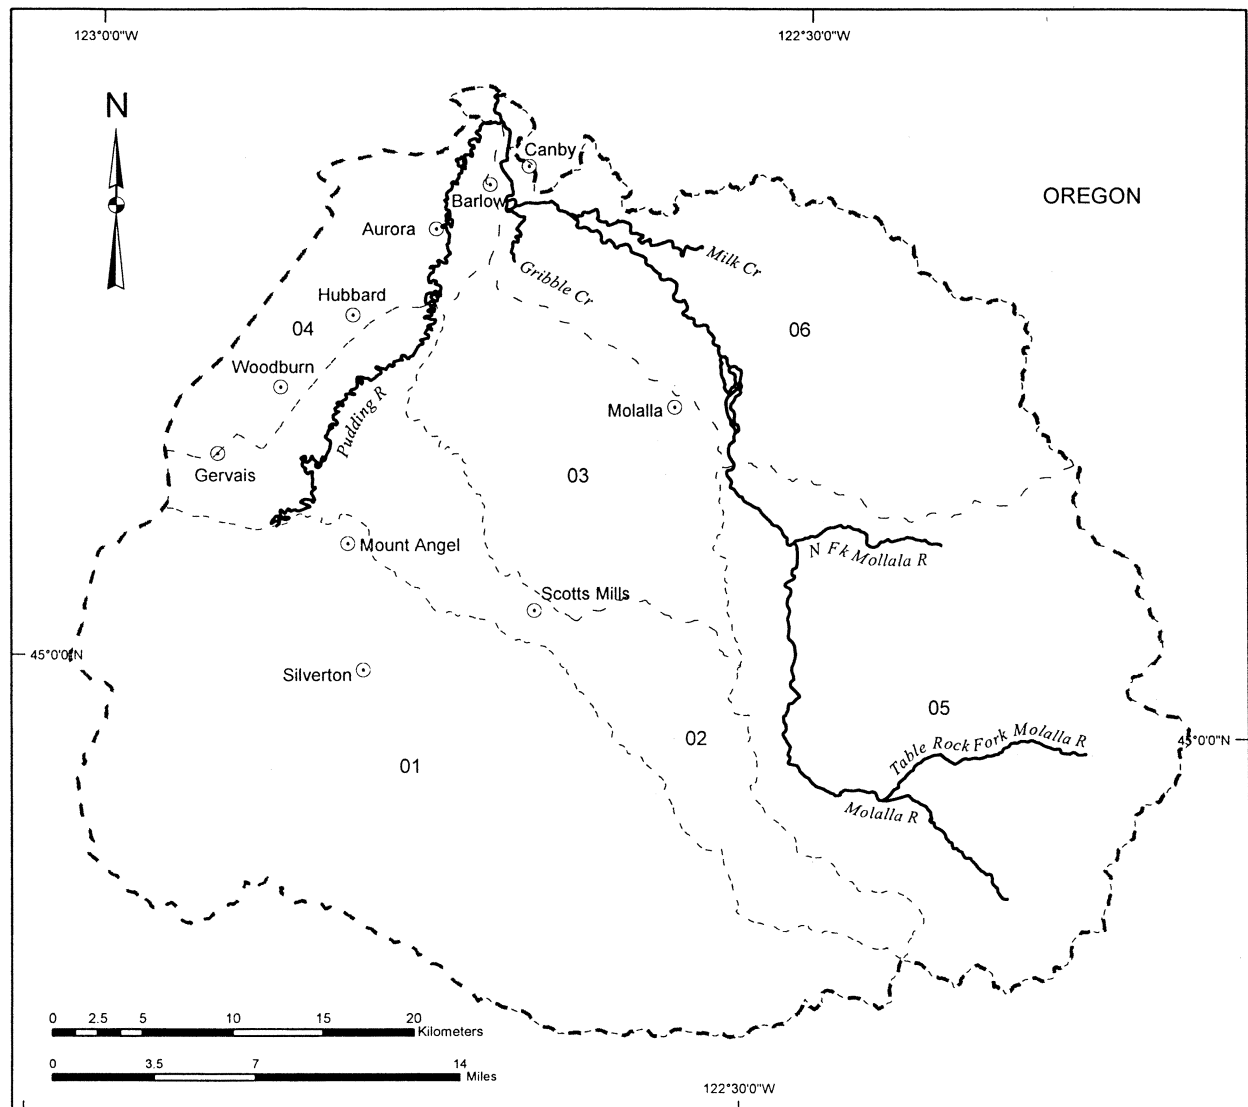 123°0'0"W
122°30'0"W
N
OREGON
Canby
Barlow
Aurora
Milk Cr
Gribble Cr
Hubbard
04
06
Woodburn
Molalla
Pudding R
Gervais
03
Mount Angel
N Fk Mollala R
Scotts Mills
45°0'0"N
Silverton
05
02
Table Rock Fork Molalla R
45°0'0"N
01
Molalla R
0 2.5 5 10 15 20
Kilometers
0 3.5 7 14
Miles
122°30'0"W